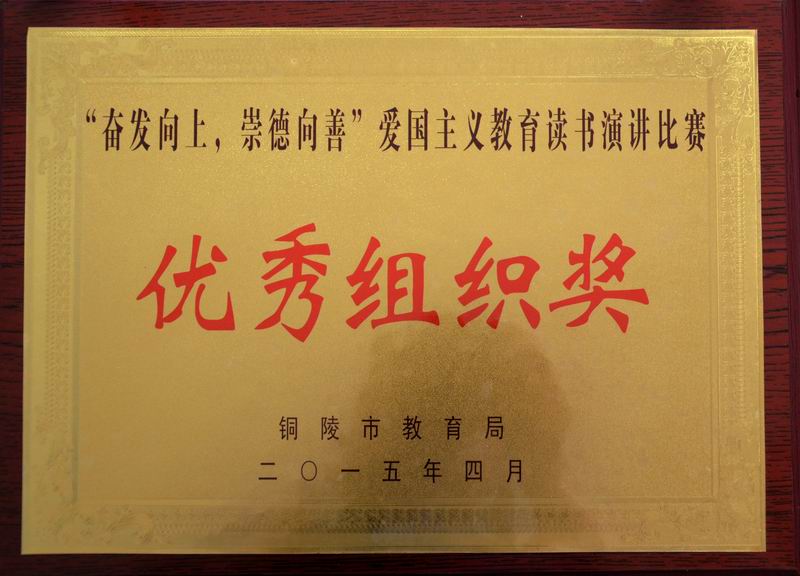 “奋发向上，崇德向善”爱国主义教育读书演讲比赛
优秀组织奖
铜陵市教育局
二〇一五年四月